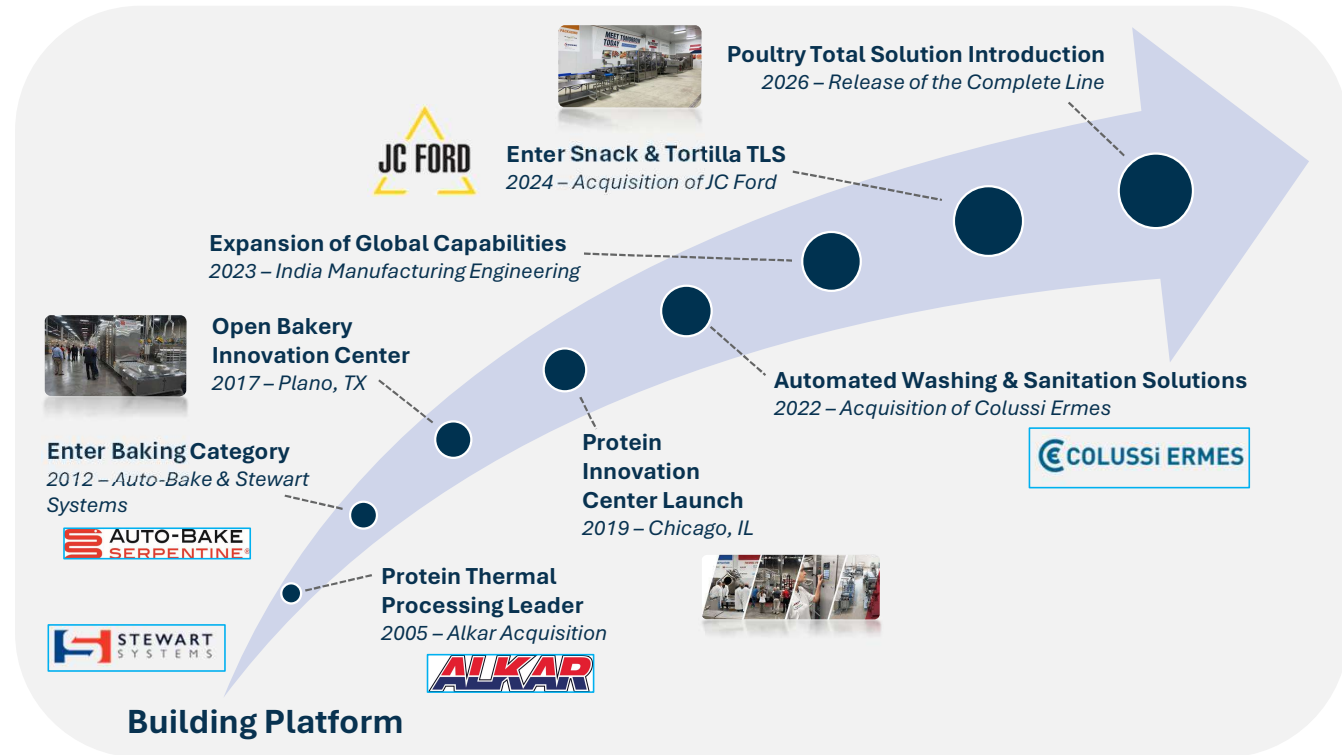 MEET TOMORROW
TODAY
Poultry Total Solution Introduction
2026 – Release of the Complete Line
JC FORD
Enter Snack & Tortilla TLS
2024 – Acquisition of JC Ford
Expansion of Global Capabilities
2023 – India Manufacturing Engineering
Open Bakery
Innovation Center
2017 – Plano, TX
Automated Washing & Sanitation Solutions
2022 – Acquisition of Colussi Ermes
COLUSSi ERMES
Enter Baking Category
2012 – Auto-Bake & Stewart
Systems
AUTO-BAKE
SERPENTINE®
Protein
Innovation
Center Launch
2019 – Chicago, IL
Protein Thermal
Processing Leader
2005 – Alkar Acquisition
ALKAR
STEWART
SYSTEMS
Building Platform